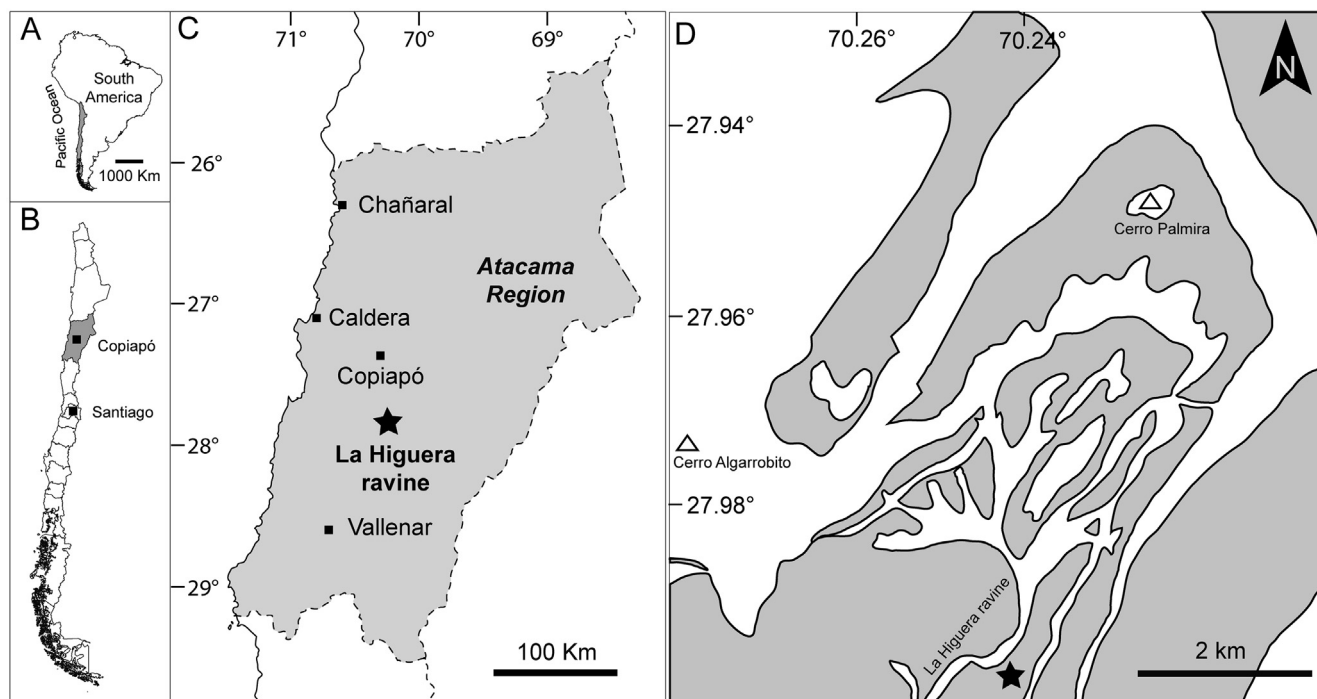 A
South
America
Pacific Ocean
1000 Km
B
Copiapó
Santiago
C
71°
70°
69°
26°
27°
28°
29°
Chañaral
Atacama
Region
Caldera
Copiapó
La Higuera
ravine
Vallenar
100 Km
D
70.26°
70.24°
N
27.94°
27.96°
27.98°
Cerro Palmira
Cerro Algarrobito
La Higuera ravine
2 km